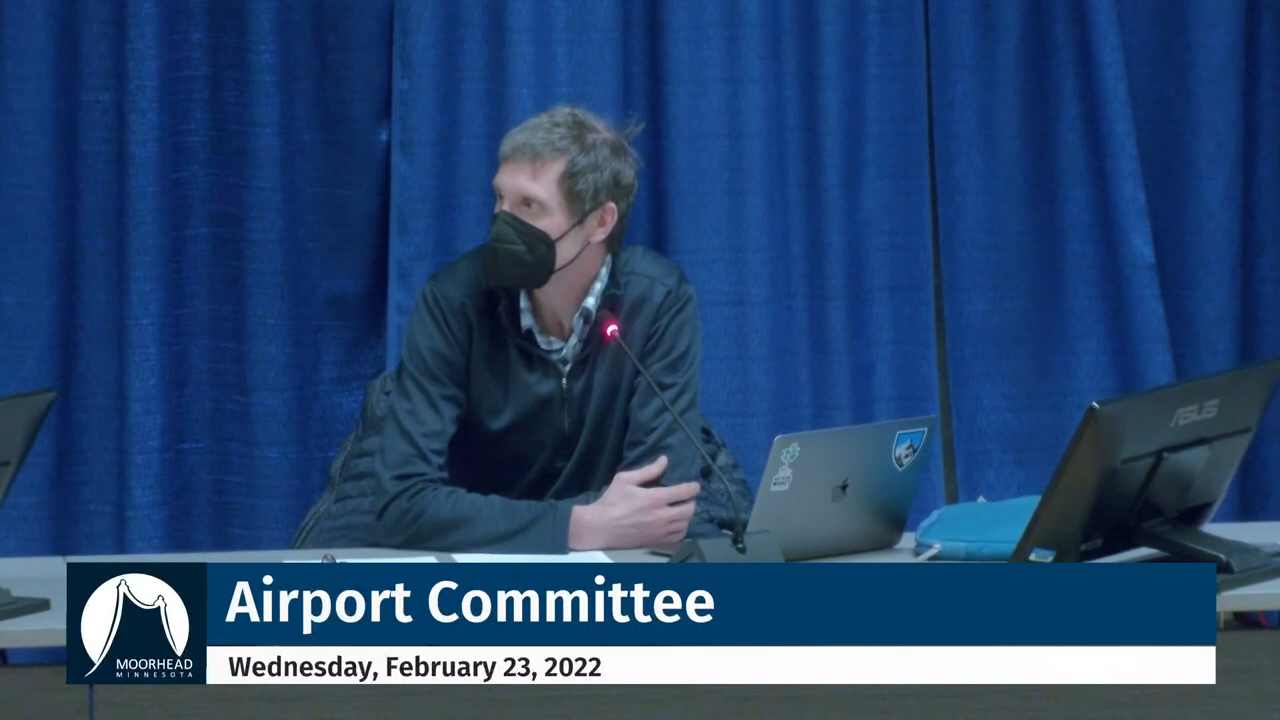 ASUS
Airport Committee
MOORHEAD
MINNESOTA
Wednesday, February 23, 2022